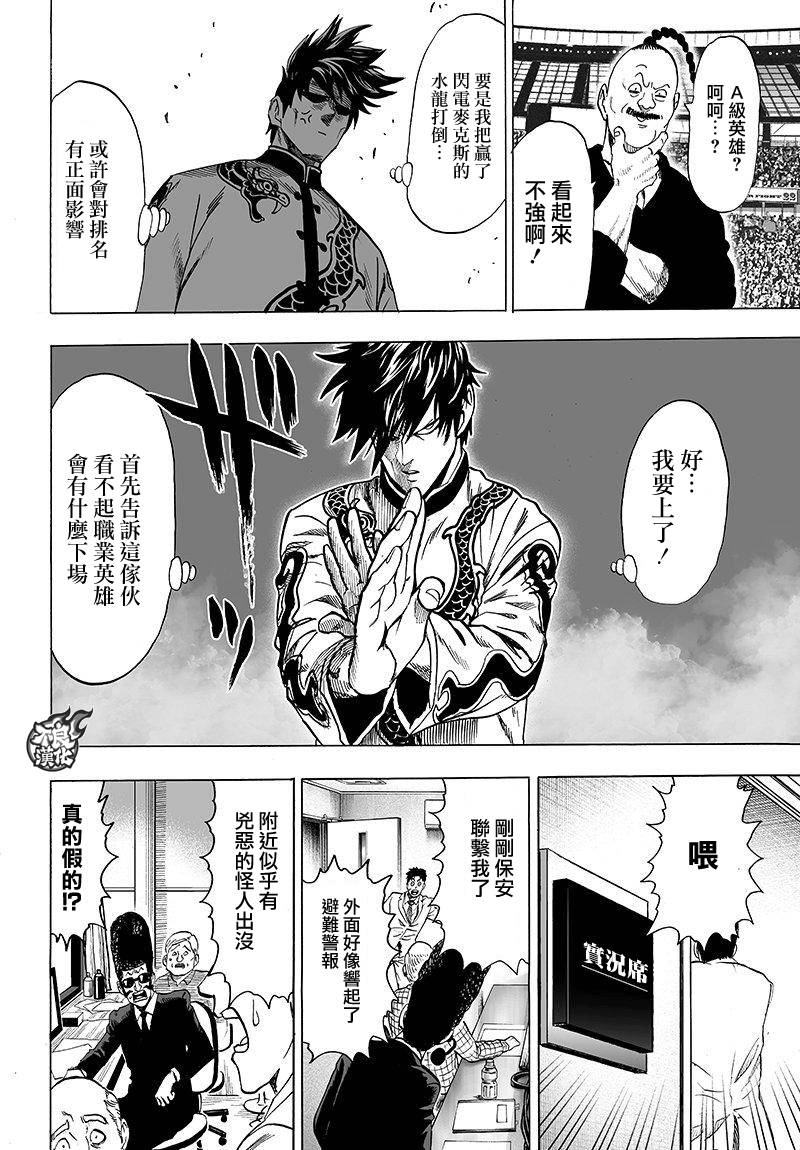 A級英雄?
呵呵…?
看起來
不強啊!
要是我把贏了
閃電麥克斯的
水龍打倒…
或許會對排名
有正面影響
好…
我要上了!
ザッ
首先告訴這傢伙
看不起職業英雄
會有什麼下場
不良
漢化
喂
實況席
剛剛保安
聯繫我了
外面好像響起了
避難警報
附近似乎有
兇惡的怪人出沒
真的假的!?